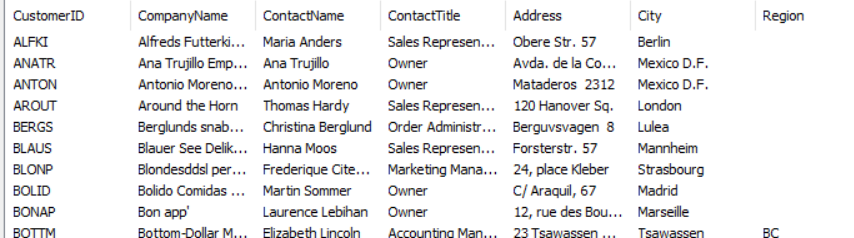 CustomerID CompanyName ContactName ContactTitle Address City Region
ALFKI Alfreds Futterki... Maria Anders Sales Represen... Obere Str. 57 Berlin
ANATR Ana Trujillo Emp... Ana Trujillo Owner Avda. de la Co... Mexico D.F.
ANTON Antonio Moreno... Antonio Moreno Owner Mataderos 2312 Mexico D.F.
AROUT Around the Horn Thomas Hardy Sales Represen... 120 Hanover Sq. London
BERGS Berglunds snab... Christina Berglund Order Administr... Berguvsvagen 8 Lulea
BLAUS Blauer See Delik... Hanna Moos Sales Represen... Forsterstr. 57 Mannheim
BLONP Blondesddsl per... Frederique Cite... Marketing Mana... 24, place Kleber Strasbourg
BOLID Bolido Comidas ... Martin Sommer Owner C/ Araquil, 67 Madrid
BONAP Bon app' Laurence Lebihan Owner 12, rue des Bou... Marseille
BOTTM Bottom-Dollar M... Elizabeth Lincoln Accounting Man... 23 Tsawassen ... Tsawassen BC